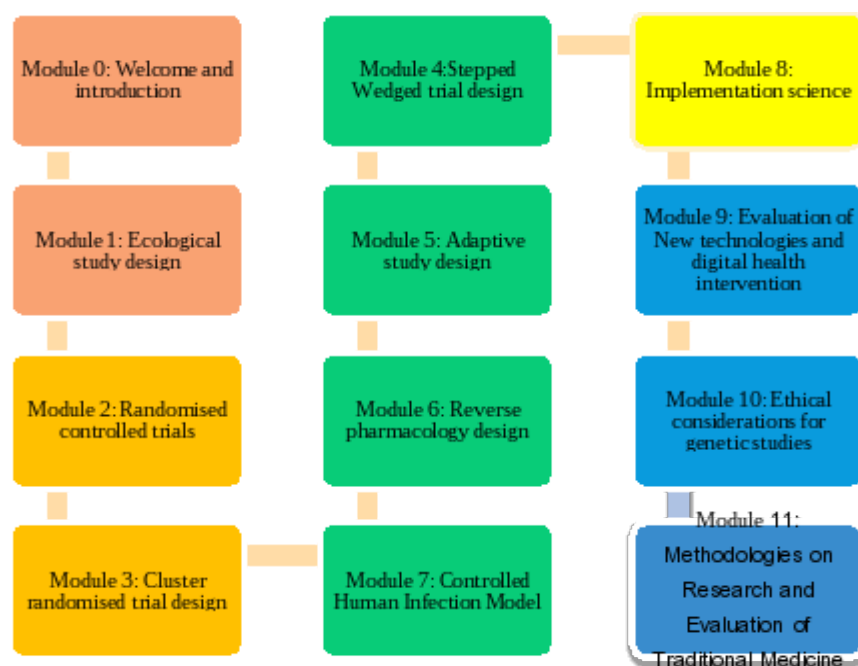 Module 0: Welcome and
introduction
Module 1: Ecological
study design
Module 2: Randomised
controlled trials
Module 3: Cluster
randomised trial design
Module 4:Stepped
Wedged trial design
Module 5: Adaptive
study design
Module 6: Reverse
pharmacology design
Module 7: Controlled
Human Infection Model
Module 8:
Implementation science
Module 9: Evaluation of
New technologies and
digital health
intervention
Module 10: Ethical
considerations for
genetic studies
Module 11:
Methodologies on
Research and
Evaluation of
Traditional Medicine